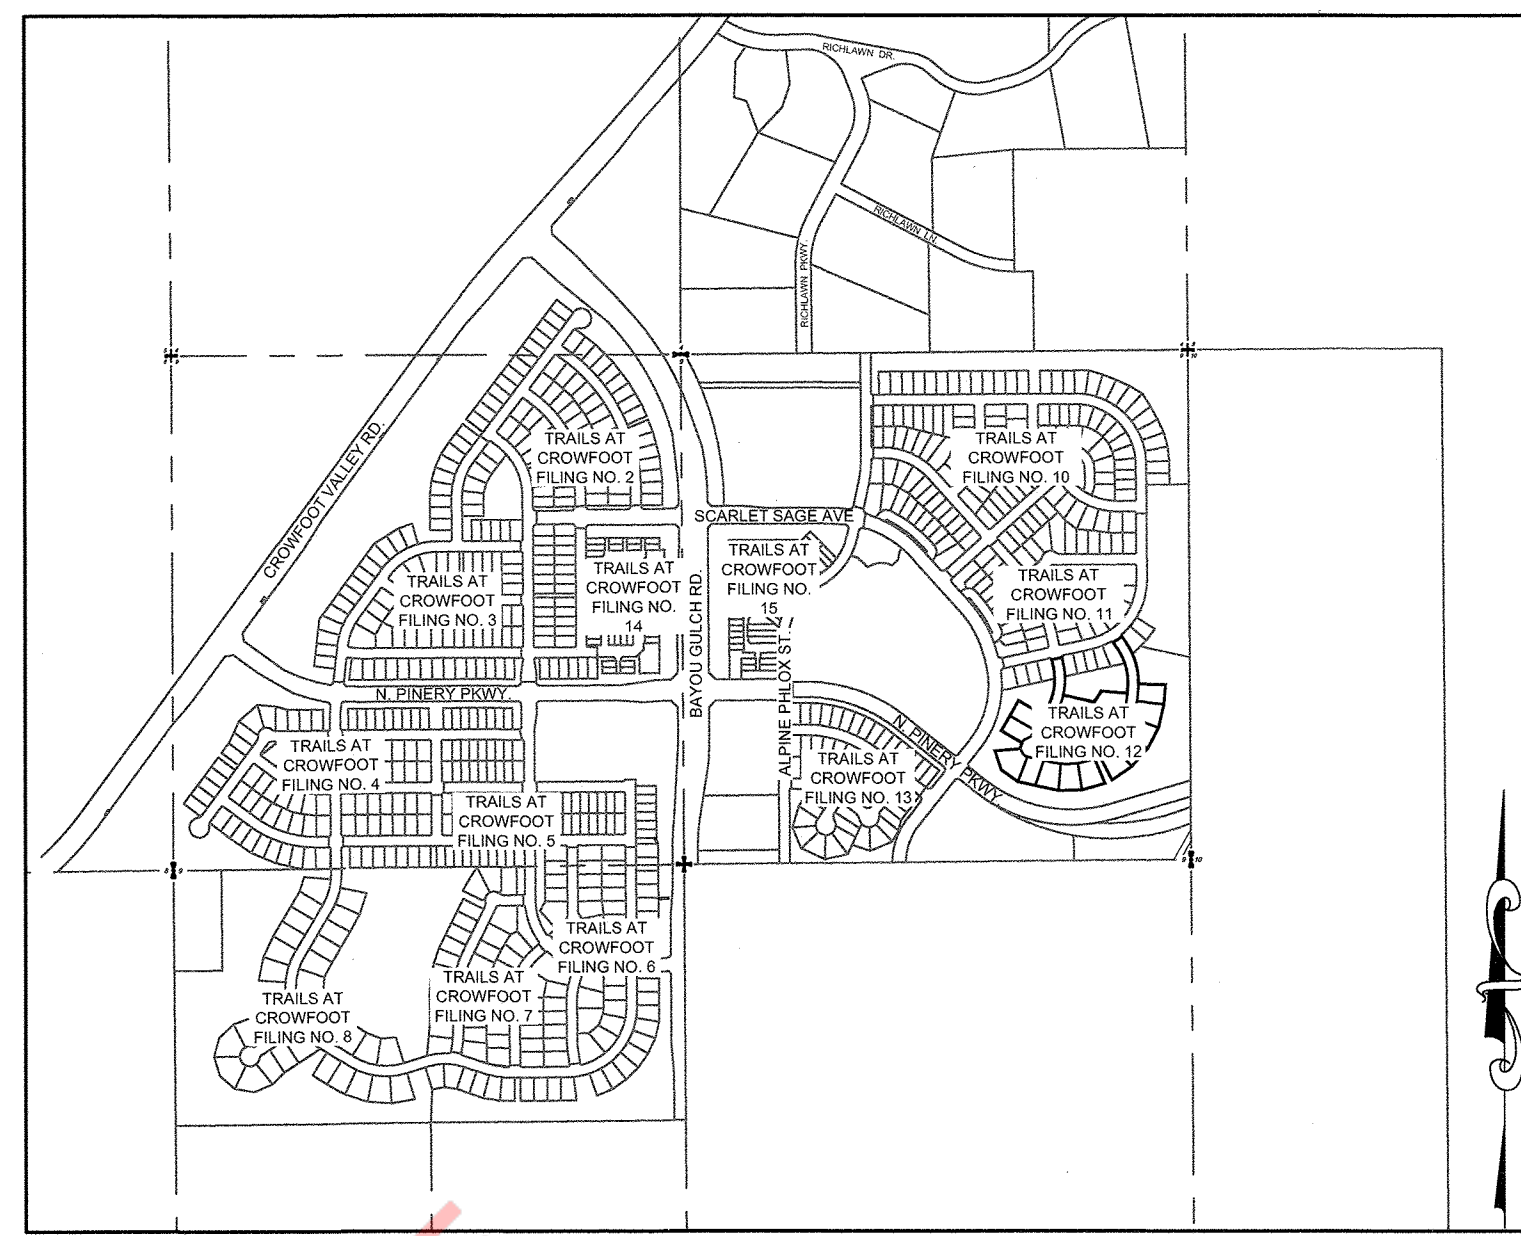 RICHLAWN DR.
RICHLAWN LN.
RICHLAWN PKWY.
CROWFOOT VALLEY RD.
TRAILS AT
CROWFOOT
FILING NO. 2
TRAILS AT
CROWFOOT
FILING NO. 10
SCARLET SAGE AVE
TRAILS AT
CROWFOOT
FILING NO. 3
TRAILS AT
CROWFOOT
FILING NO.
14
BAYOU GULCH RD.
TRAILS AT
CROWFOOT
FILING NO.
15
TRAILS AT
CROWFOOT
FILING NO. 11
N. PINERY PKWY.
ALPINE PHLOX ST.
N. PINERY PKWY
TRAILS AT
CROWFOOT
FILING NO. 12
TRAILS AT
CROWFOOT
FILING NO. 4
TRAILS AT
CROWFOOT
FILING NO. 13
TRAILS AT
CROWFOOT
FILING NO. 5
TRAILS AT
CROWFOOT
FILING NO. 6
TRAILS AT
CROWFOOT
FILING NO. 7
TRAILS AT
CROWFOOT
FILING NO. 8